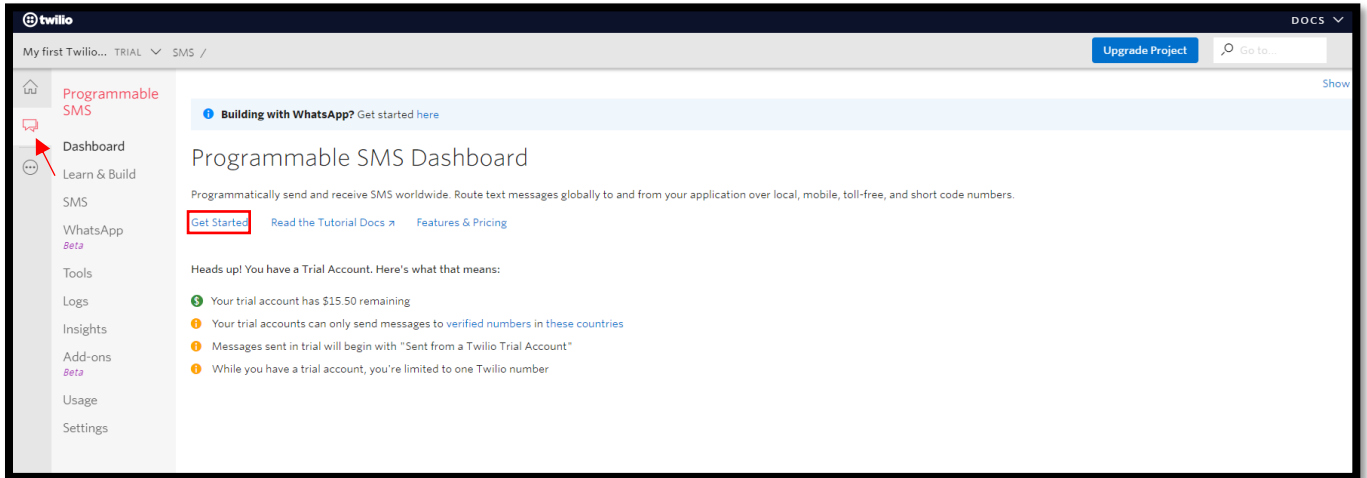 twilio
DOCS
My first Twilio... TRIAL SMS /
Upgrade Project
Go to...
Show
Programmable
SMS
Dashboard
Learn & Build
SMS
WhatsApp
Beta
Tools
Logs
Insights
Add-ons
Beta
Usage
Settings
Building with WhatsApp? Get started here
Programmable SMS Dashboard
Programmatically send and receive SMS worldwide. Route text messages globally to and from your application over local, mobile, toll-free, and short code numbers.
Get Started Read the Tutorial Docs Features & Pricing
Heads up! You have a Trial Account. Here's what that means:
Your trial account has $15.50 remaining
Your trial accounts can only send messages to verified numbers in these countries
Messages sent in trial will begin with "Sent from a Twilio Trial Account"
While you have a trial account, you're limited to one Twilio number